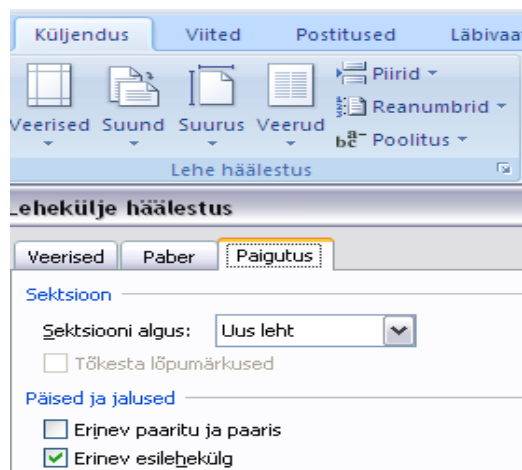 Küljendus Viited Postitused Läbivaa
Veerised Suund Suurus Veerud
Piirid
Reanumbrid
Poolitus
Lehe häälestus
Lehekülje häälestus
Veerised Paber Paigutus
Sektsioon
Sektsiooni algus: Uus leht
Tõkesta lõpumärkused
Päised ja jalused
Erinev paaritu ja paaris
Erinev esilehekülg